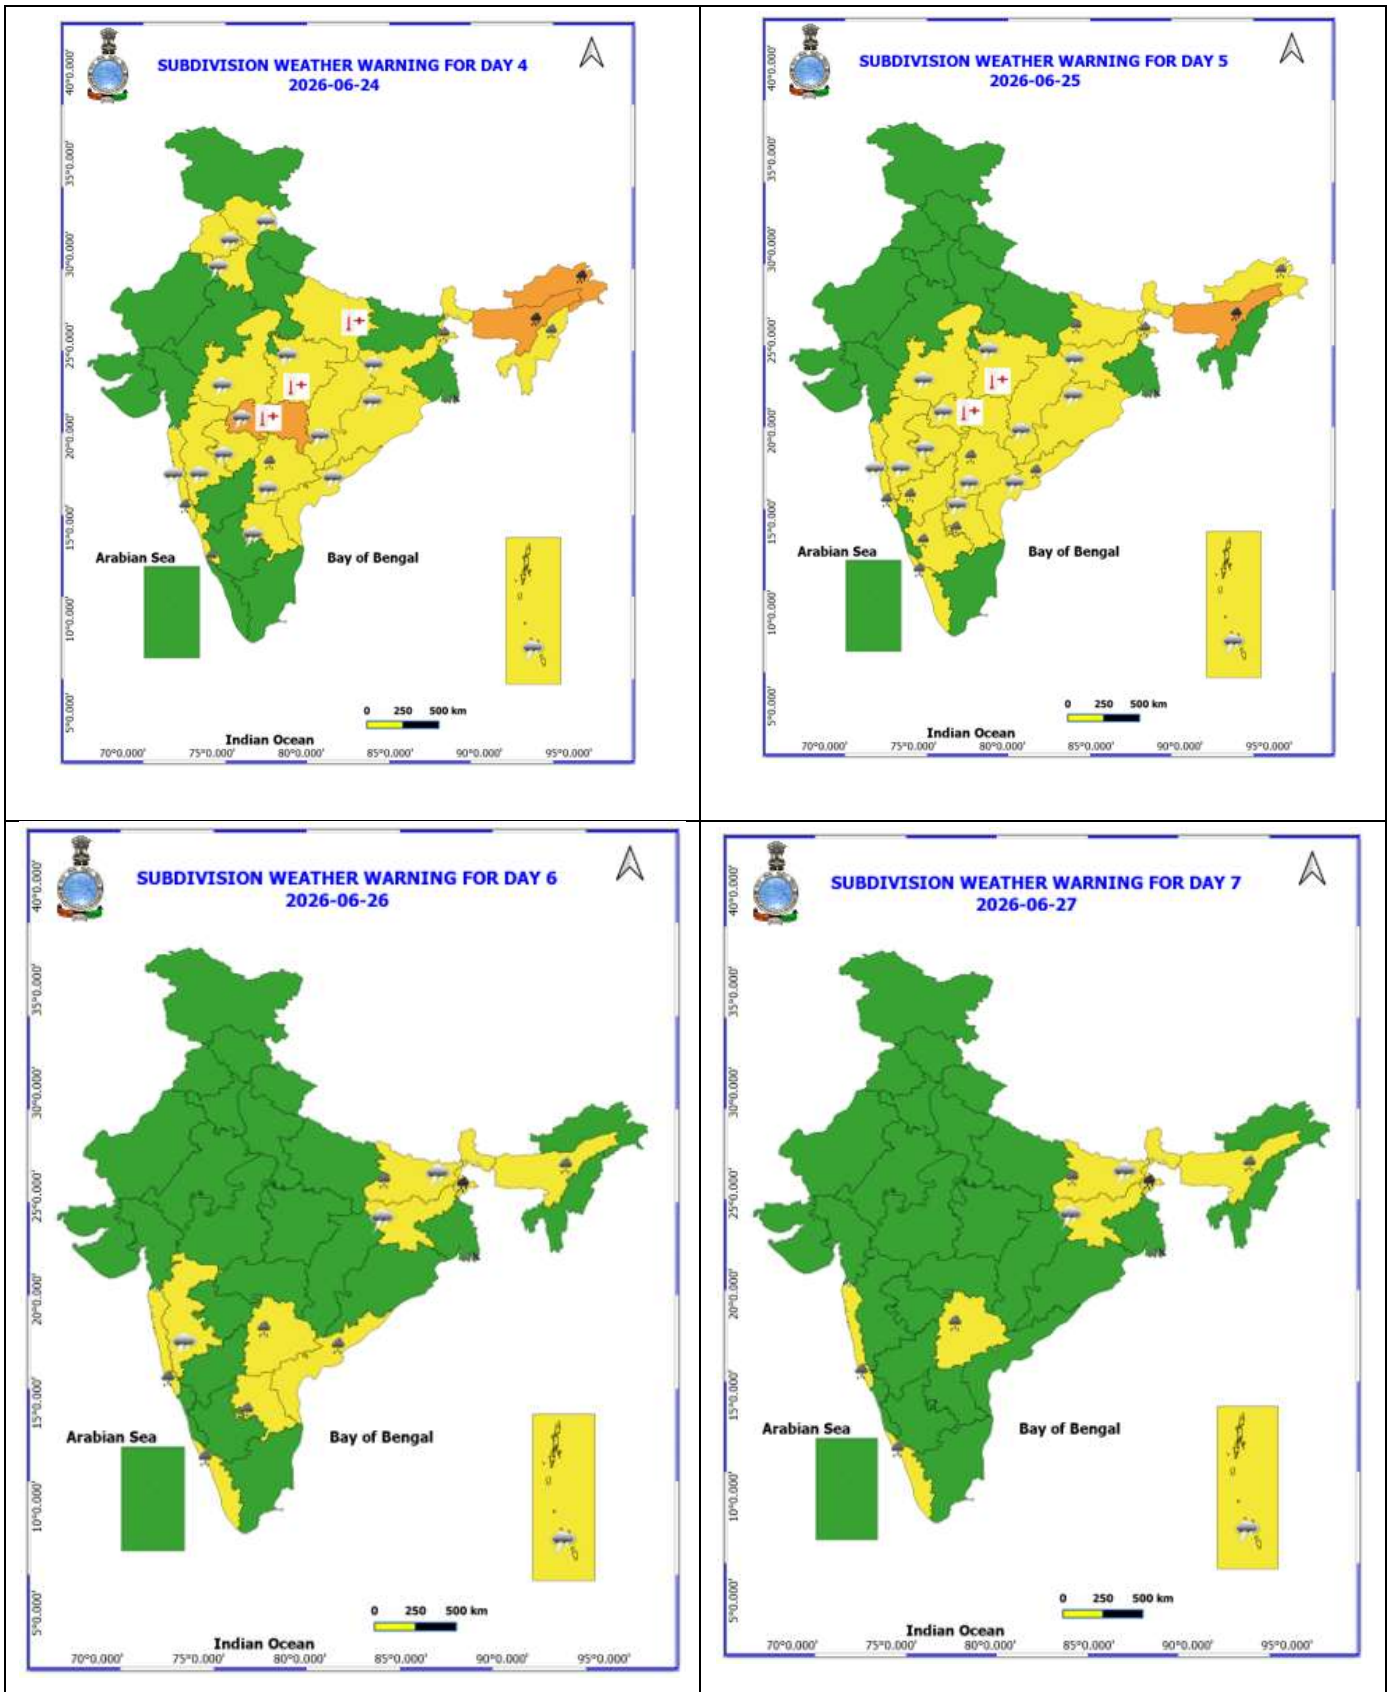 SUBDIVISION WEATHER WARNING FOR DAY 4
2026-06-24
40°0.000'
35°0.000'
30°0.000'
25°0.000'
20°0.000'
15°0.000'
10°0.000'
5°0.000'
Arabian Sea
Bay of Bengal
0 250 500 km
Indian Ocean
70°0.000' 75°0.000' 80°0.000' 85°0.000' 90°0.000' 95°0.000'
SUBDIVISION WEATHER WARNING FOR DAY 5
2026-06-25
40°0.000'
35°0.000'
30°0.000'
25°0.000'
20°0.000'
15°0.000'
10°0.000'
5°0.000'
Arabian Sea
Bay of Bengal
0 250 500 km
Indian Ocean
70°0.000' 75°0.000' 80°0.000' 85°0.000' 90°0.000' 95°0.000'
SUBDIVISION WEATHER WARNING FOR DAY 6
2026-06-26
40°0.000'
35°0.000'
30°0.000'
25°0.000'
20°0.000'
15°0.000'
10°0.000'
5°0.000'
Arabian Sea
Bay of Bengal
0 250 500 km
Indian Ocean
70°0.000' 75°0.000' 80°0.000' 85°0.000' 90°0.000' 95°0.000'
SUBDIVISION WEATHER WARNING FOR DAY 7
2026-06-27
40°0.000'
35°0.000'
30°0.000'
25°0.000'
20°0.000'
15°0.000'
10°0.000'
5°0.000'
Arabian Sea
Bay of Bengal
0 250 500 km
Indian Ocean
70°0.000' 75°0.000' 80°0.000' 85°0.000' 90°0.000' 95°0.000'